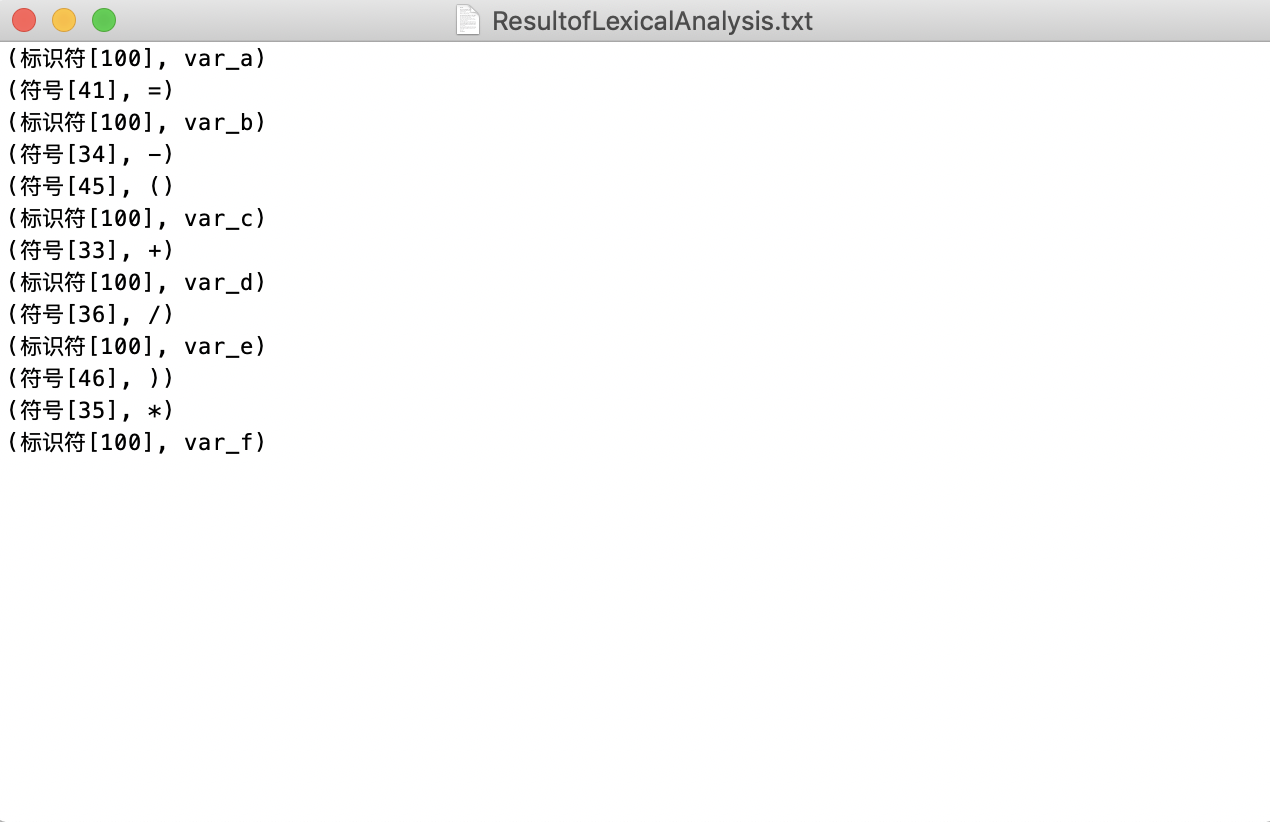 ResultofLexicalAnalysis.txt
(标识符[100], var_a)
(符号[41], =)
(标识符[100], var_b)
(符号[34], -)
(符号[45], ()
(标识符[100], var_c)
(符号[33], +)
(标识符[100], var_d)
(符号[36], /)
(标识符[100], var_e)
(符号[46], ))
(符号[35], *)
(标识符[100], var_f)